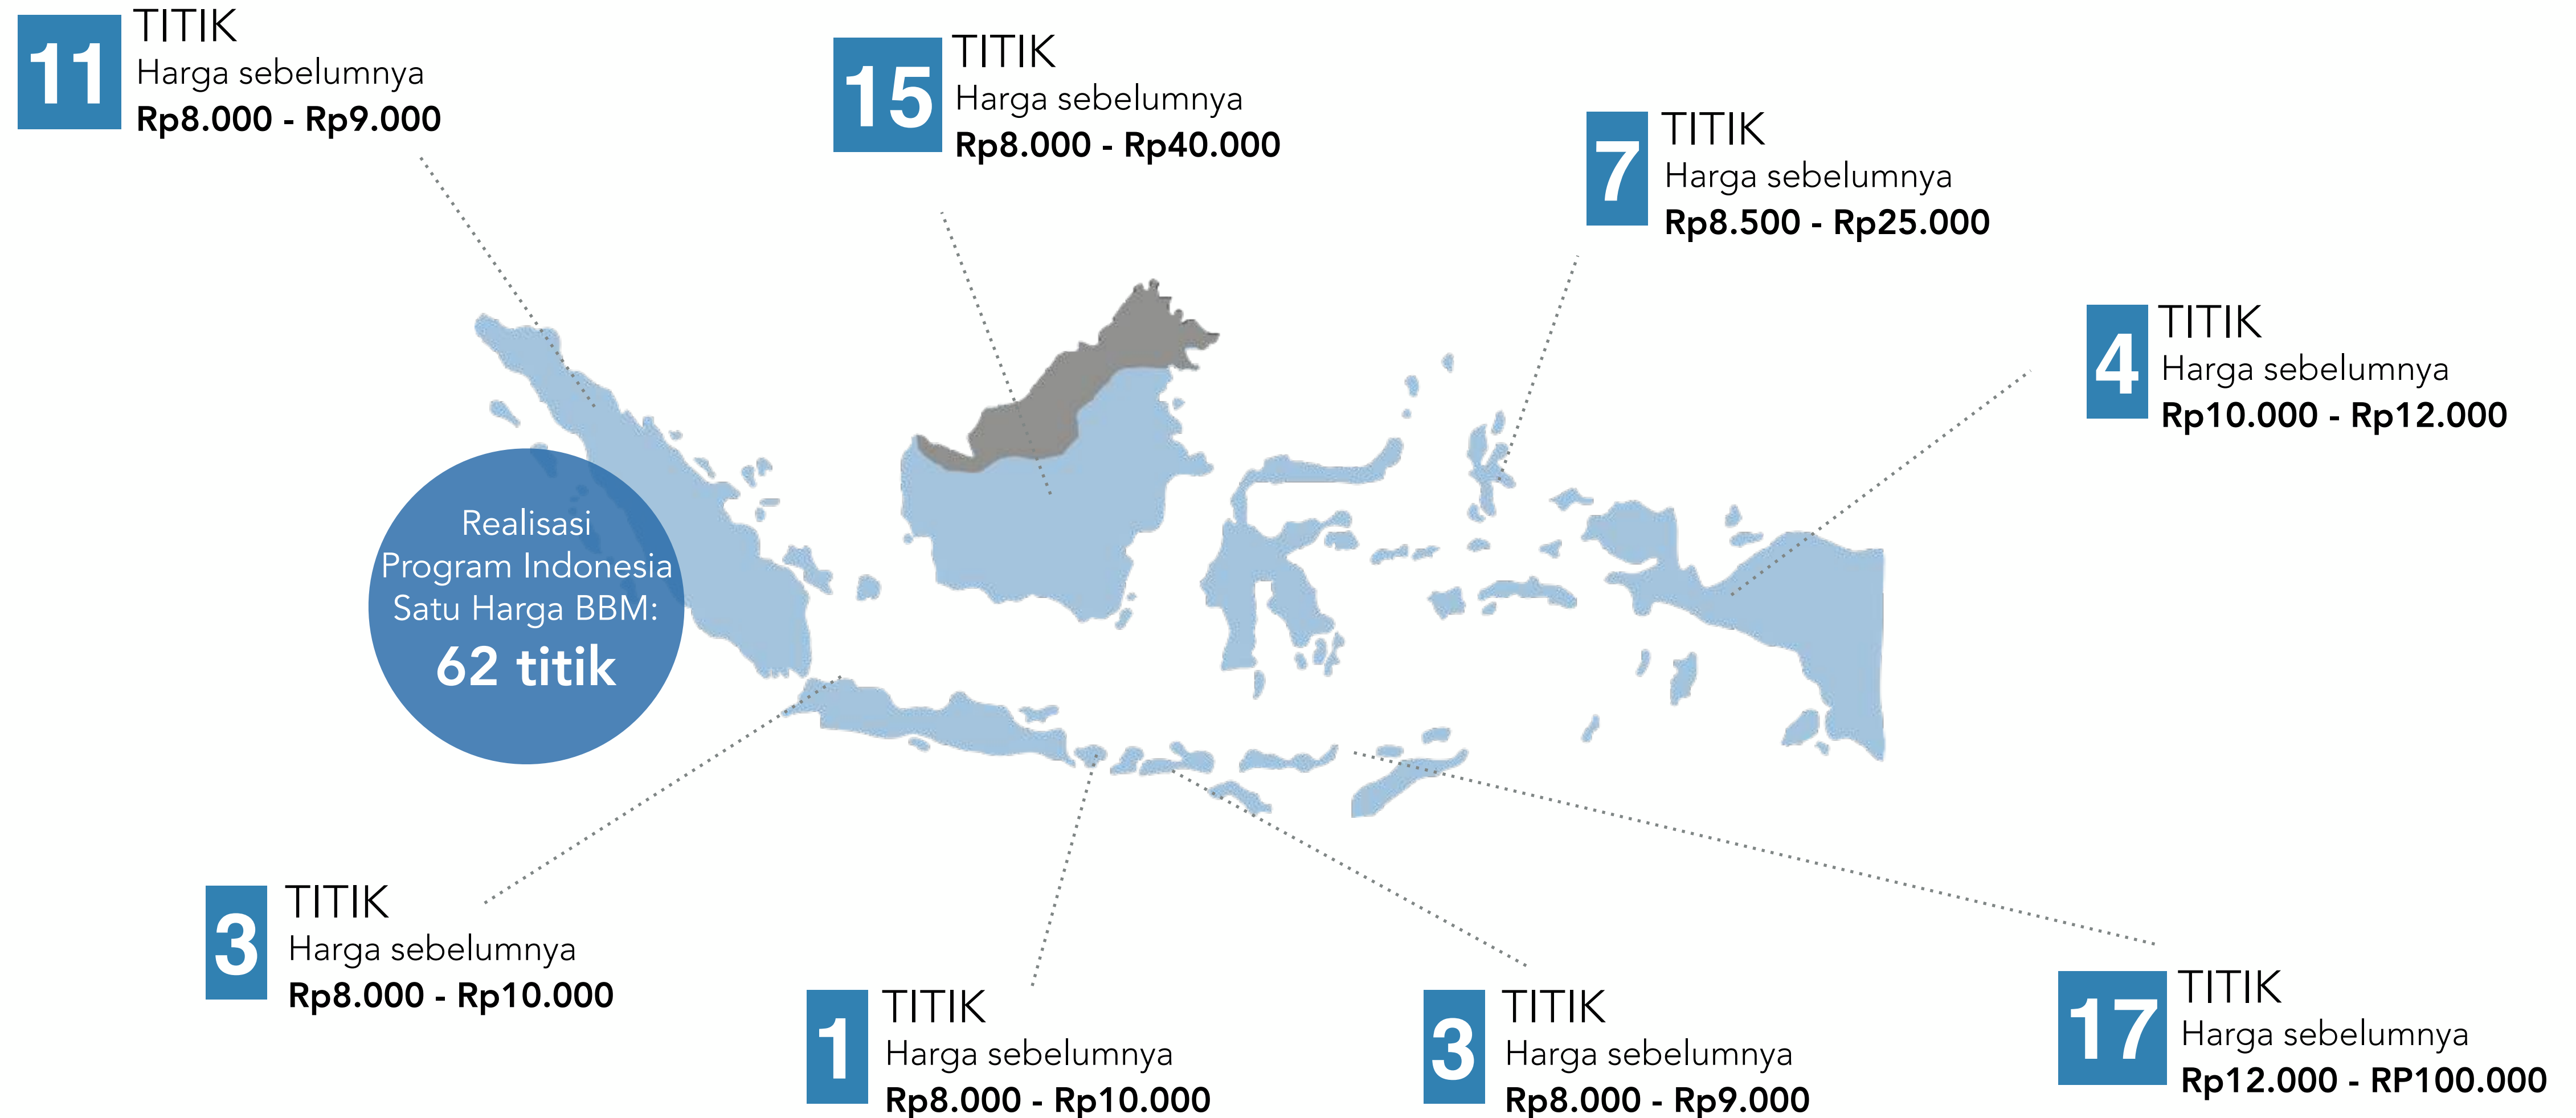 11
TITIK
Harga sebelumnya
Rp8.000 - Rp9.000
15
TITIK
Harga sebelumnya
Rp8.000 - Rp40.000
7
TITIK
Harga sebelumnya
Rp8.500 - Rp25.000
4
TITIK
Harga sebelumnya
Rp10.000 - Rp12.000
Realisasi
Program Indonesia
Satu Harga BBM:
62 titik
3
TITIK
Harga sebelumnya
Rp8.000 - Rp10.000
1
TITIK
Harga sebelumnya
Rp8.000 - Rp10.000
3
TITIK
Harga sebelumnya
Rp8.000 - Rp9.000
17
TITIK
Harga sebelumnya
Rp12.000 - RP100.000